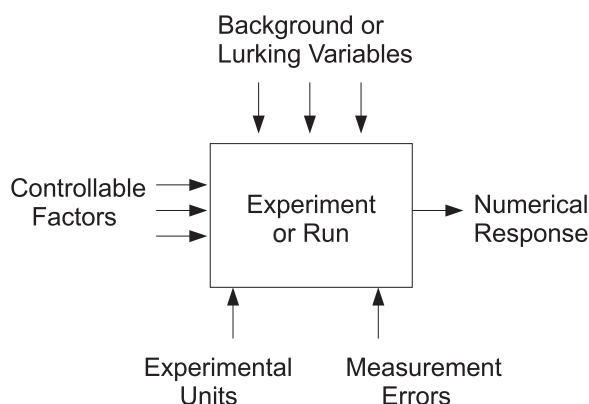 Background or
Lurking Variables
Controllable
Factors
Experiment
or Run
Numerical
Response
Experimental
Units
Measurement
Errors